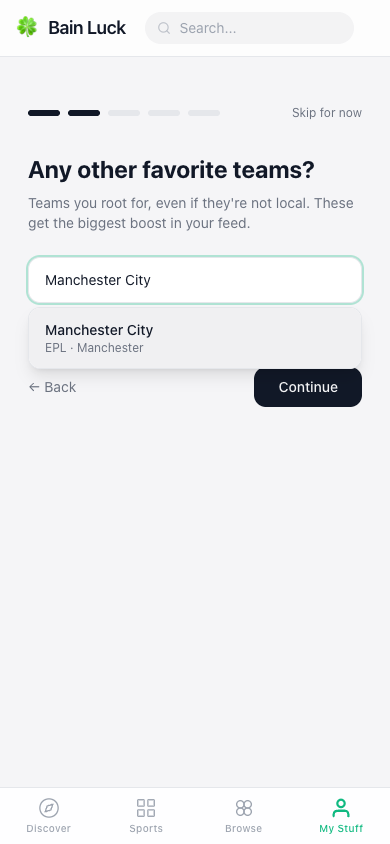 Bain Luck
Search...
Skip for now
Any other favorite teams?
Teams you root for, even if they're not local. These
get the biggest boost in your feed.
Manchester City
Manchester City
EPL · Manchester
← Back
Continue
Discover
Sports
Browse
My Stuff